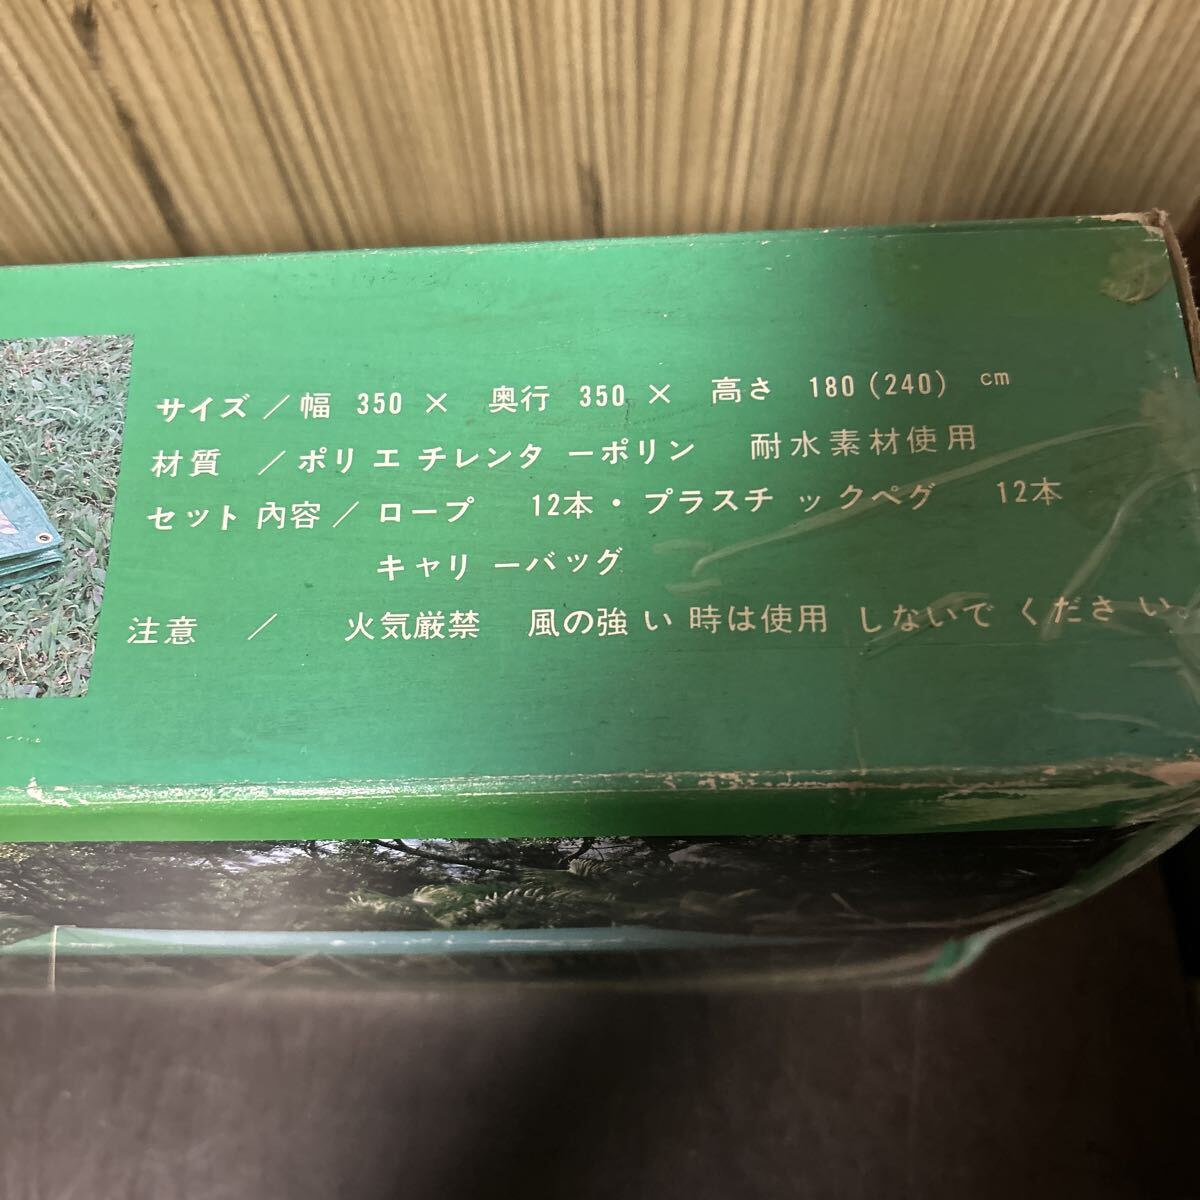 サイズ／幅 350 × 奥行 350 × 高さ 180(240) cm
材質 ／ポリエチレンターポリン 耐水素材使用
セット内容／ロープ 12本・プラスチックペグ 12本
キャリーバッグ
注意 ／ 火気厳禁 風の強い時は使用しないでください。